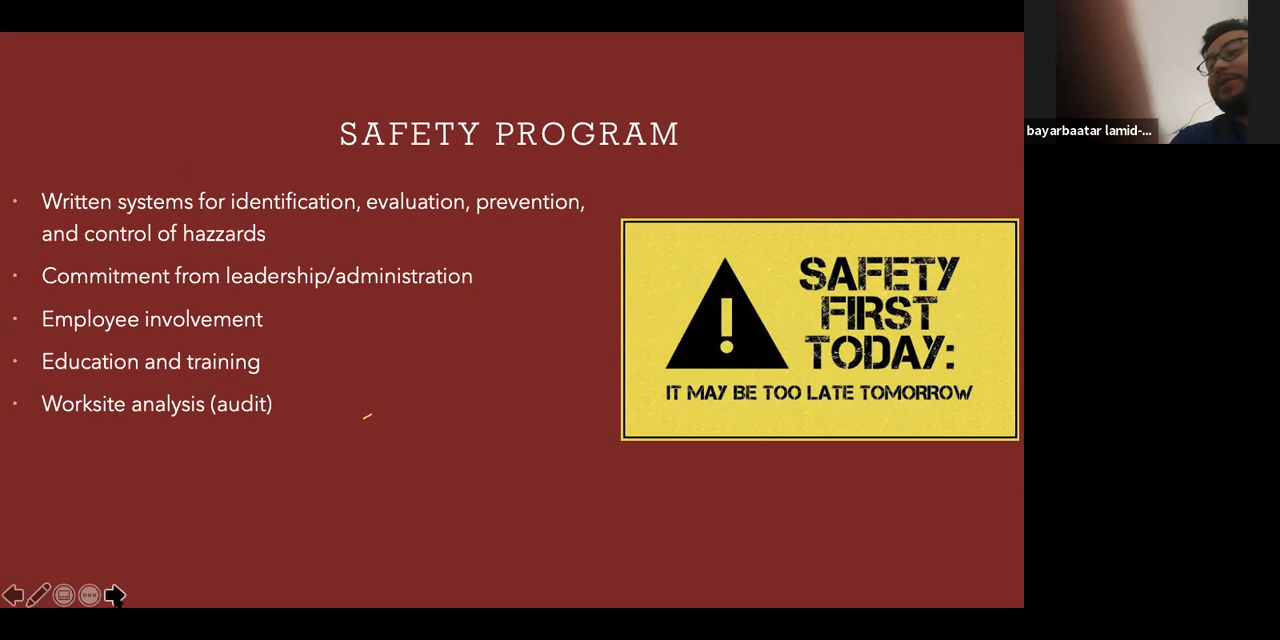 SAFETY PROGRAM
• Written systems for identification, evaluation, prevention,
and control of hazzards
• Commitment from leadership/administration
• Employee involvement
• Education and training
• Worksite analysis (audit)
SAFETY
FIRST
TODAY:
IT MAY BE TOO LATE TOMORROW
bayarbaatar lamid-...